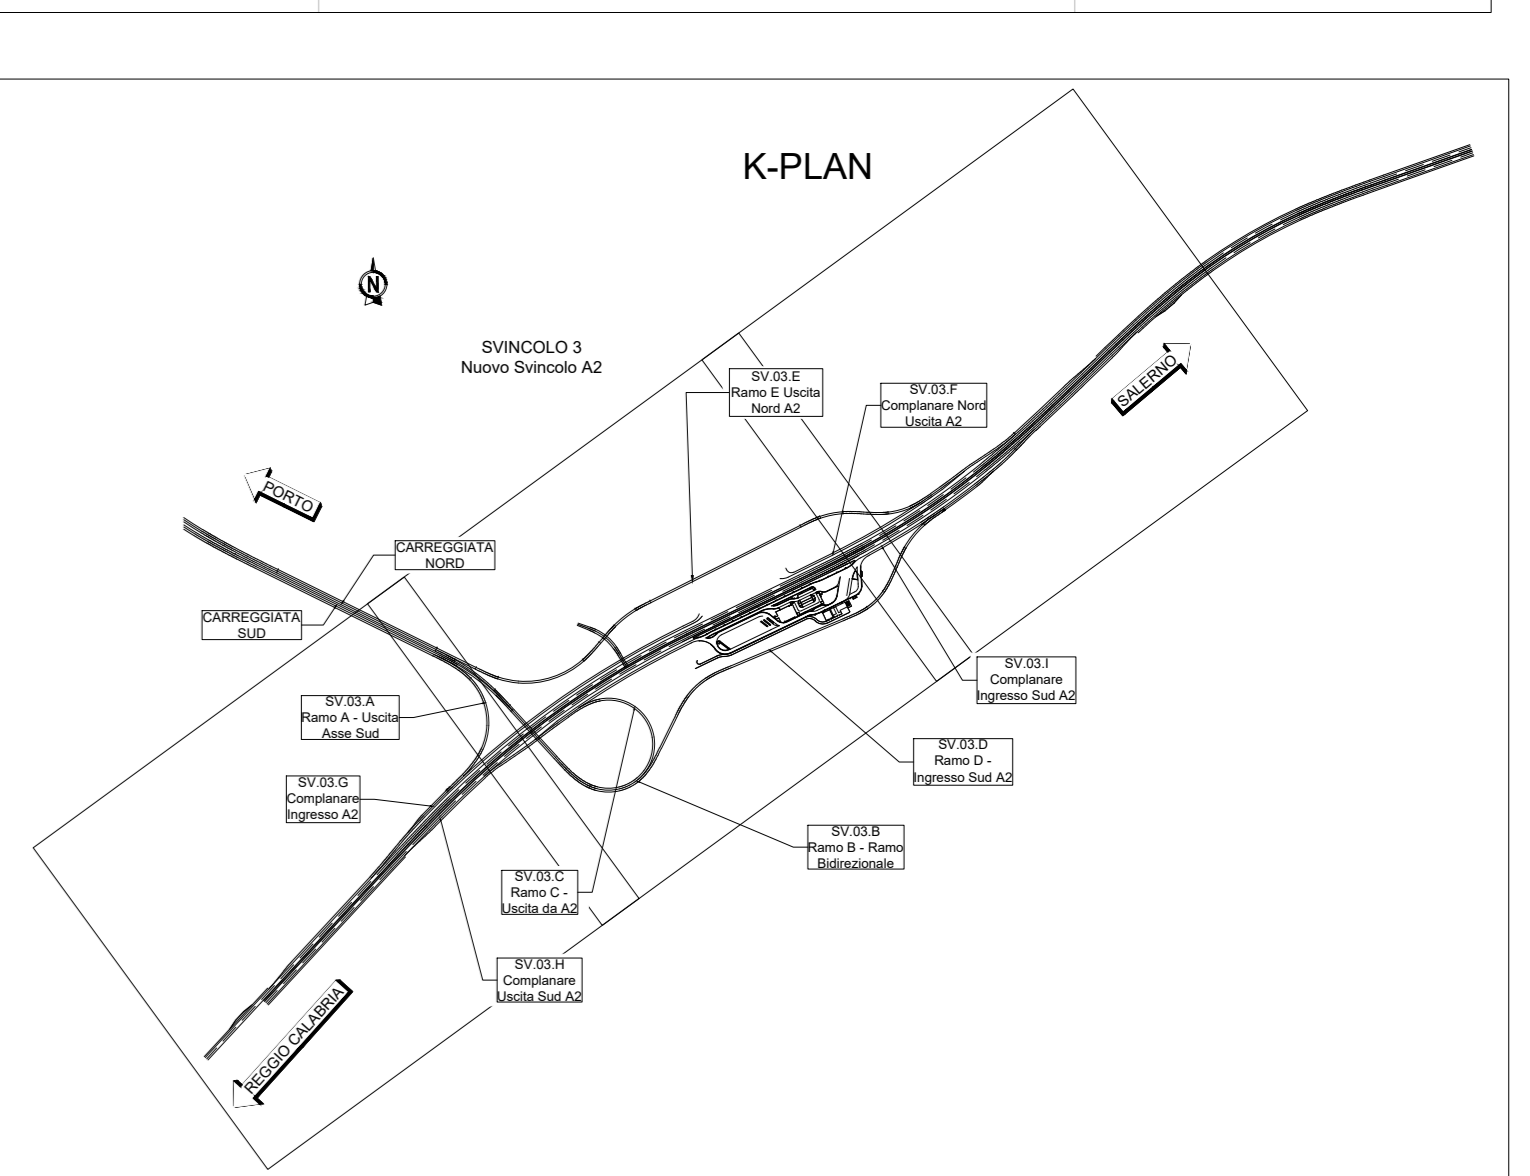 K-PLAN
N
SVINCOLO 3
Nuovo Svincolo A2
SV.03.E
Ramo E Uscita
Nord A2
SV.03.F
Complanare Nord
Uscita A2
SALERNO
PORTO
CARREGGIATA
NORD
CARREGGIATA
SUD
SV.03.A
Ramo A - Uscita
Asse Sud
SV.03.I
Complanare
Ingresso Sud A2
SV.03.D
Ramo D -
Ingresso Sud A2
SV.03.G
Complanare
Ingresso A2
SV.03.B
Ramo B - Ramo
Bidirezionale
SV.03.C
Ramo C -
Uscita da A2
SV.03.H
Complanare
Uscita Sud A2
REGGIO CALABRIA